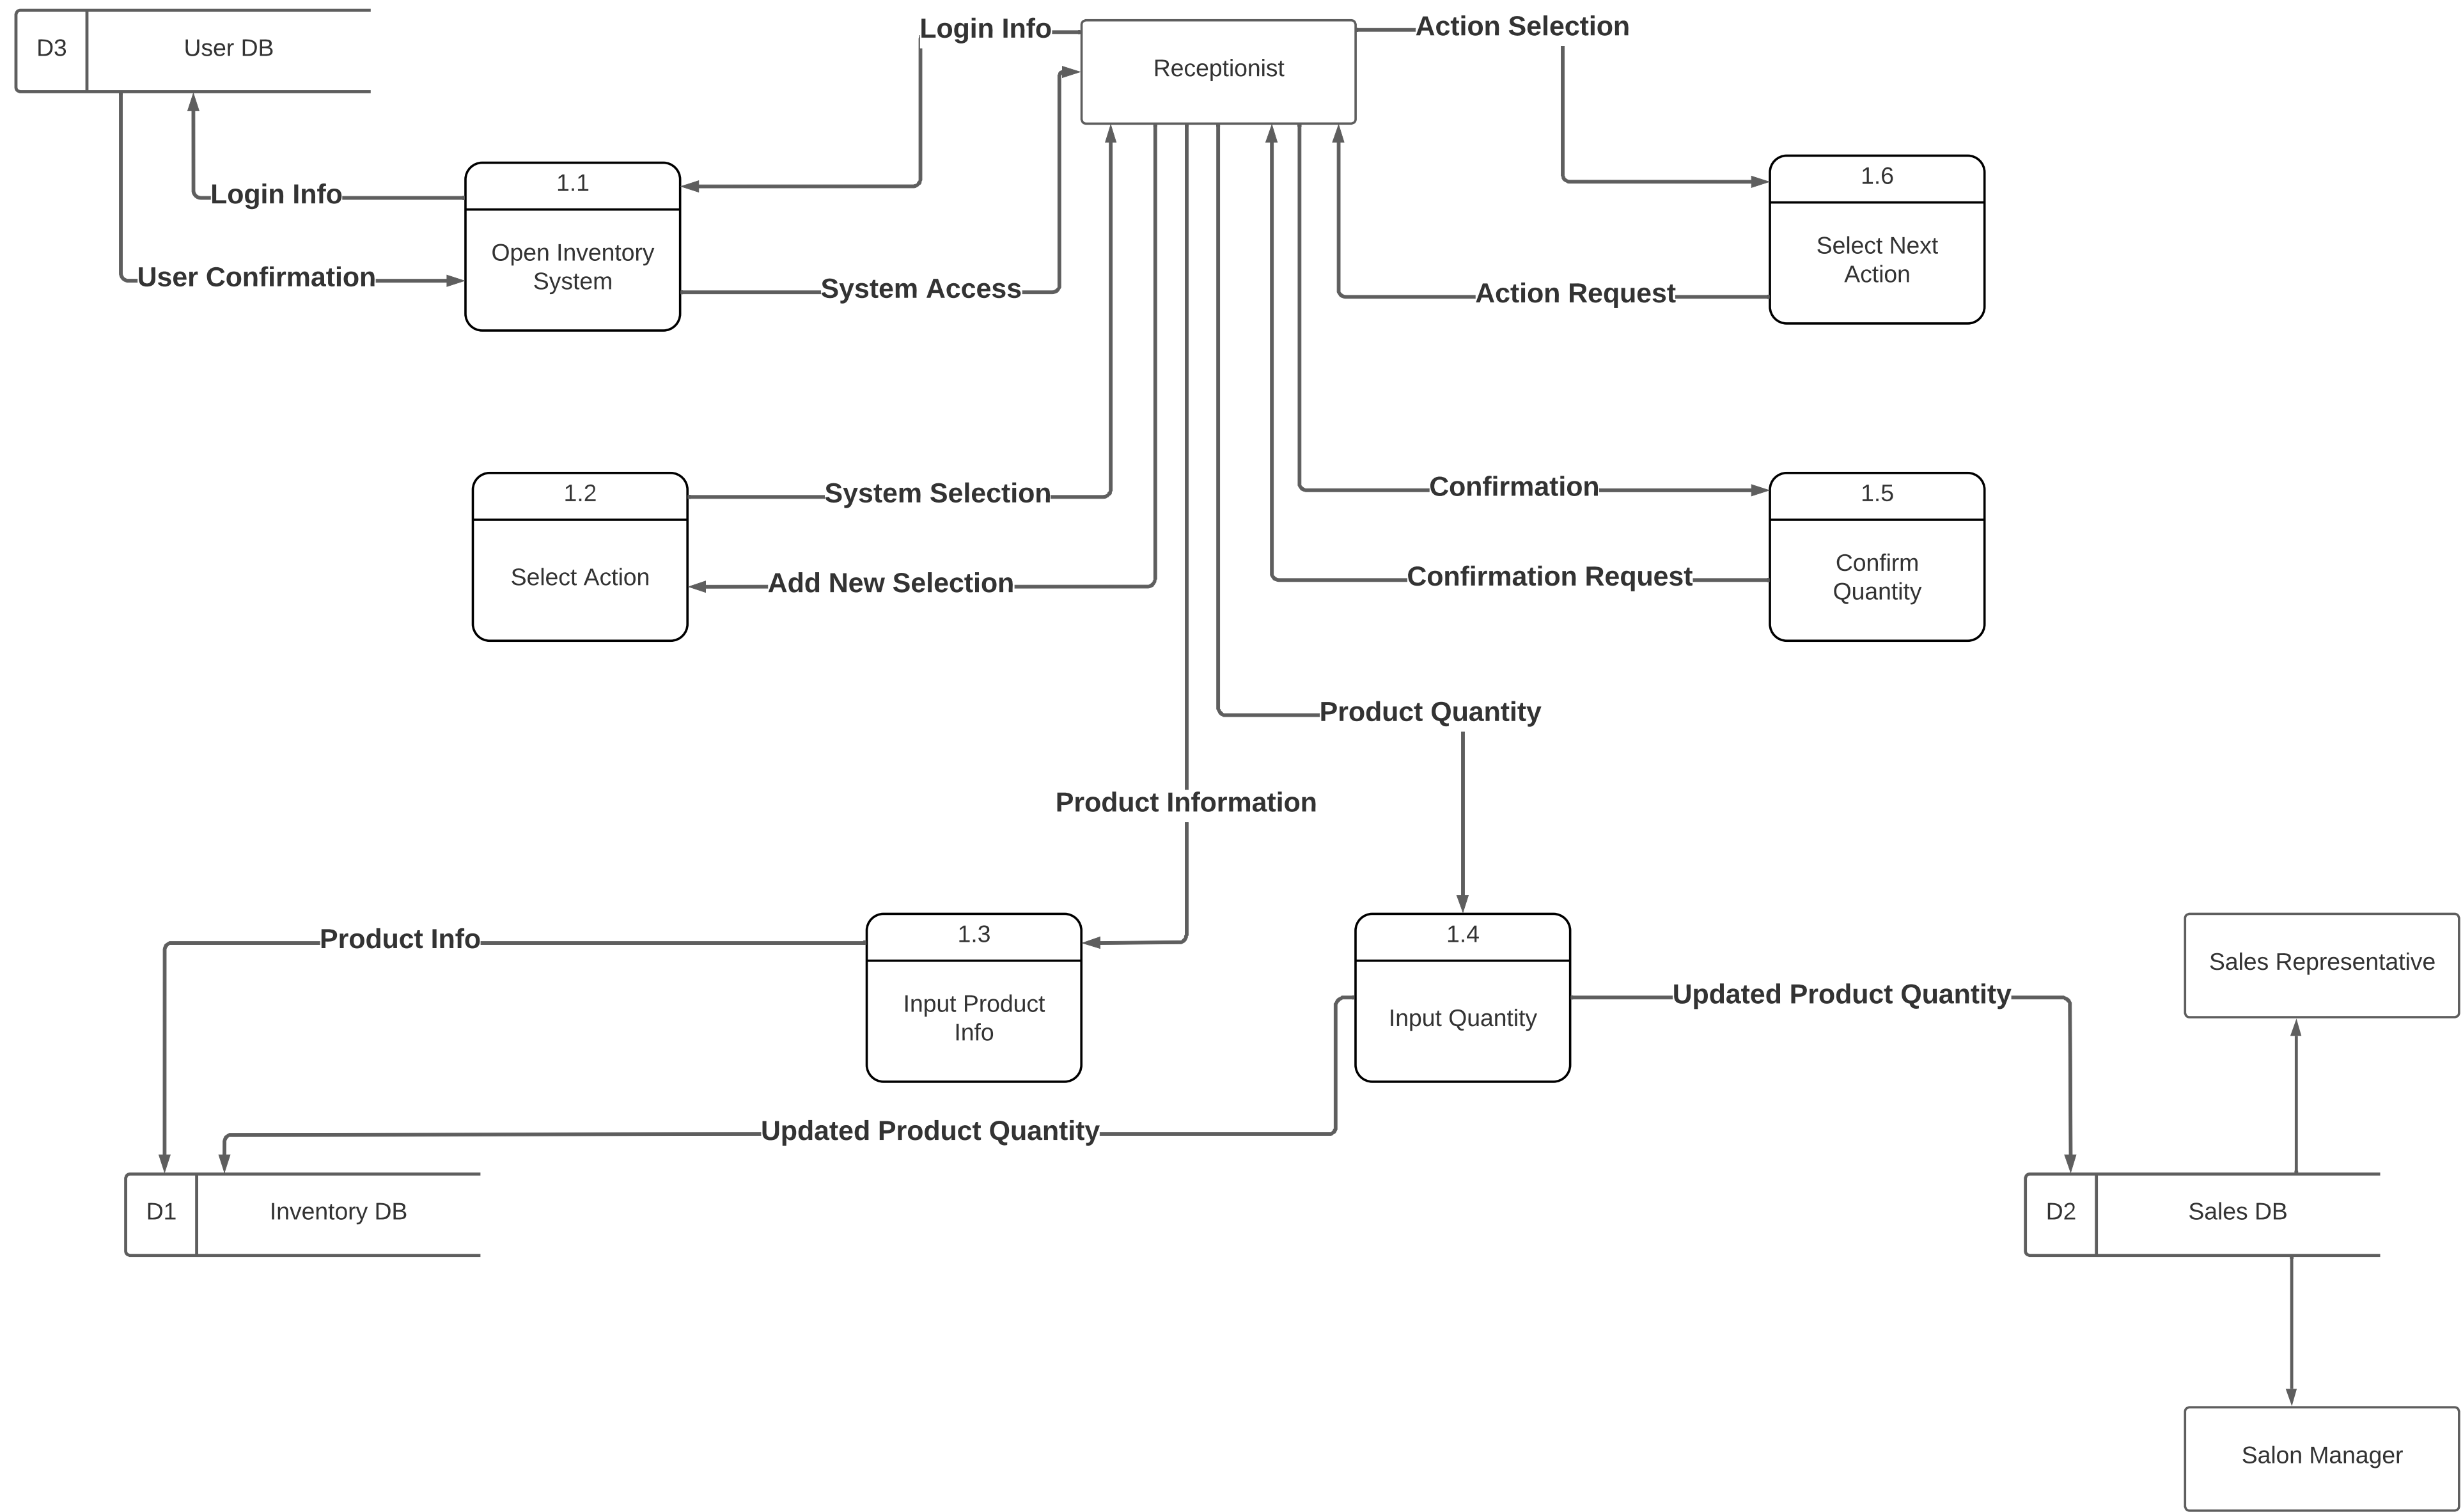 D3
User DB
Login Info
Receptionist
Action Selection
1.1
Open Inventory
System
Login Info
User Confirmation
System Access
1.6
Select Next
Action
Action Request
1.2
Select Action
System Selection
Add New Selection
Confirmation
Confirmation Request
1.5
Confirm
Quantity
Product Quantity
Product Information
Product Info
1.3
Input Product
Info
1.4
Input Quantity
Updated Product Quantity
Sales Representative
Updated Product Quantity
D1
Inventory DB
D2
Sales DB
Salon Manager